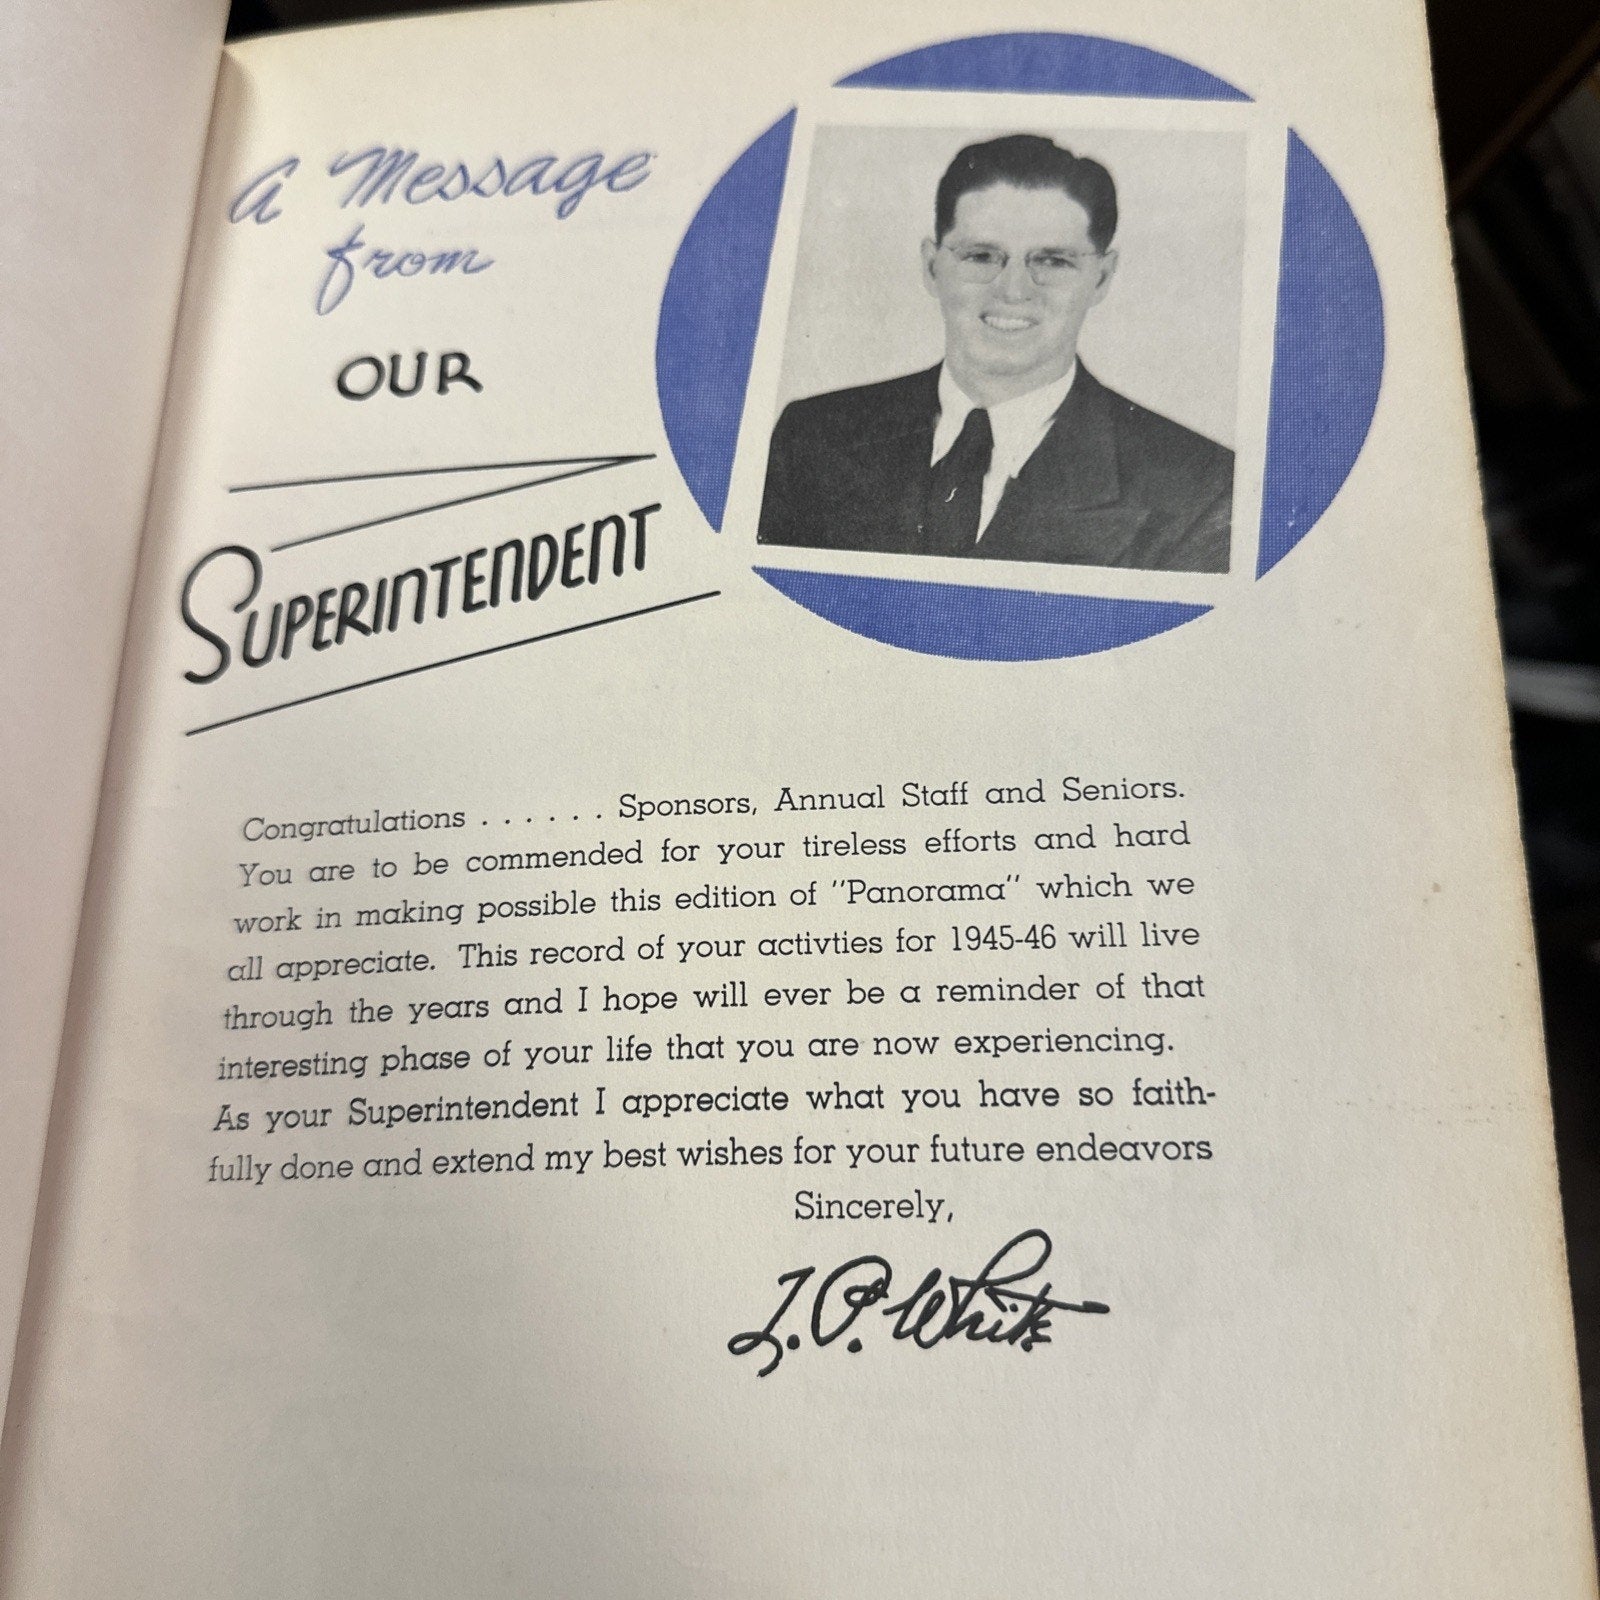 A Message
from
OUR
SUPERINTENDENT
Congratulations . . . . . . Sponsors, Annual Staff and Seniors.
You are to be commended for your tireless efforts and hard
work in making possible this edition of "Panorama" which we
all appreciate. This record of your activties for 1945-46 will live
through the years and I hope will ever be a reminder of that
interesting phase of your life that you are now experiencing.
As your Superintendent I appreciate what you have so faith-
fully done and extend my best wishes for your future endeavors
Sincerely,
P. White